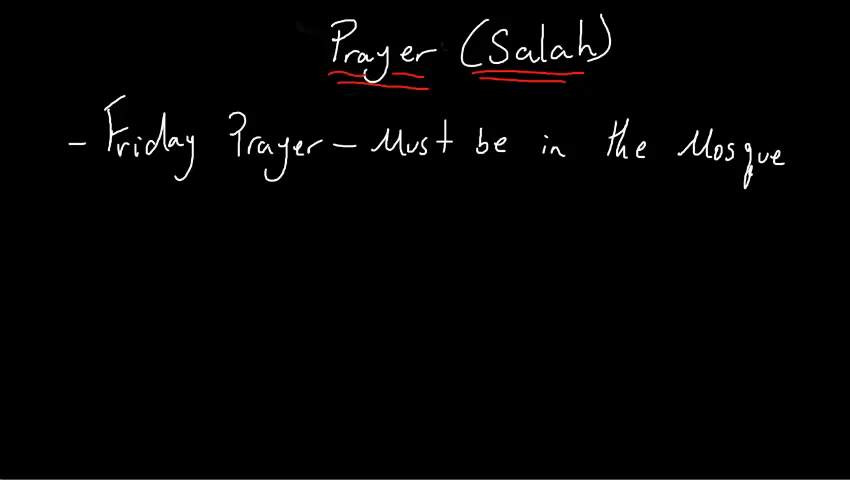 Prayer (Salah)
- Friday Prayer - Must be in the Mosque